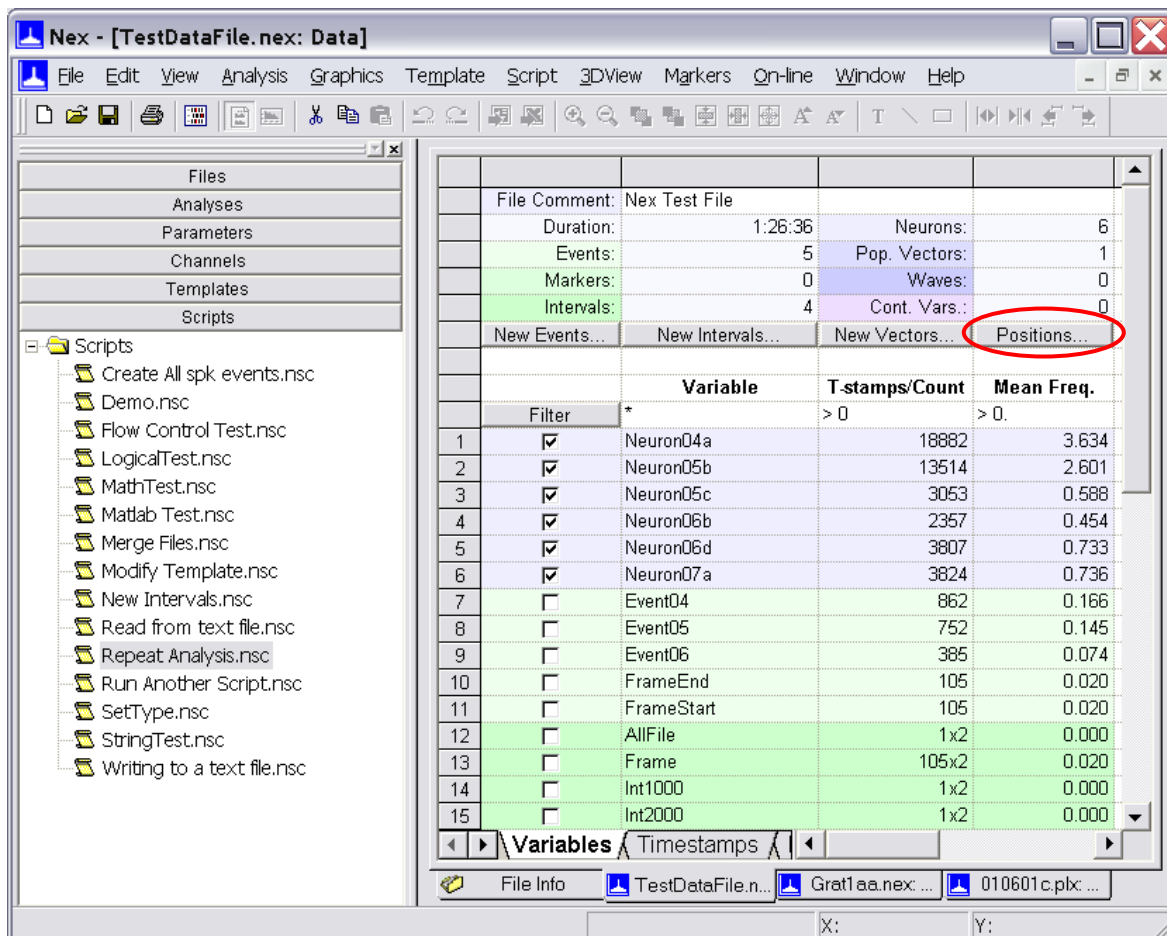 Nex - [TestDataFile.nex: Data]
File Edit View Analysis Graphics Template Script 3DView Markers On-line Window Help
Files
Analyses
Parameters
Channels
Templates
Scripts
Scripts
Create All spk events.nsc
Demo.nsc
Flow Control Test.nsc
LogicalTest.nsc
MathTest.nsc
Matlab Test.nsc
Merge Files.nsc
Modify Template.nsc
New Intervals.nsc
Read from text file.nsc
Repeat Analysis.nsc
Run Another Script.nsc
SetType.nsc
StringTest.nsc
Writing to a text file.nsc
File Comment: Nex Test File
Duration: 1:26:36 Neurons: 6
Events: 5 Pop. Vectors: 1
Markers: 0 Waves: 0
Intervals: 4 Cont. Vars.: 0
New Events... New Intervals... New Vectors... Positions...
Variable T-stamps/Count Mean Freq.
Filter * > 0 > 0.
1 Neuron04a 18882 3.634
2 Neuron05b 13514 2.601
3 Neuron05c 3053 0.588
4 Neuron06b 2357 0.454
5 Neuron06d 3807 0.733
6 Neuron07a 3824 0.736
7 Event04 862 0.166
8 Event05 752 0.145
9 Event06 385 0.074
10 FrameEnd 105 0.020
11 FrameStart 105 0.020
12 AllFile 1x2 0.000
13 Frame 105x2 0.020
14 Int1000 1x2 0.000
15 Int2000 1x2 0.000
Variables Timestamps
File Info TestDataFile.n... Grat1aa.nex: ... 010601c.plx: ...
X: Y: